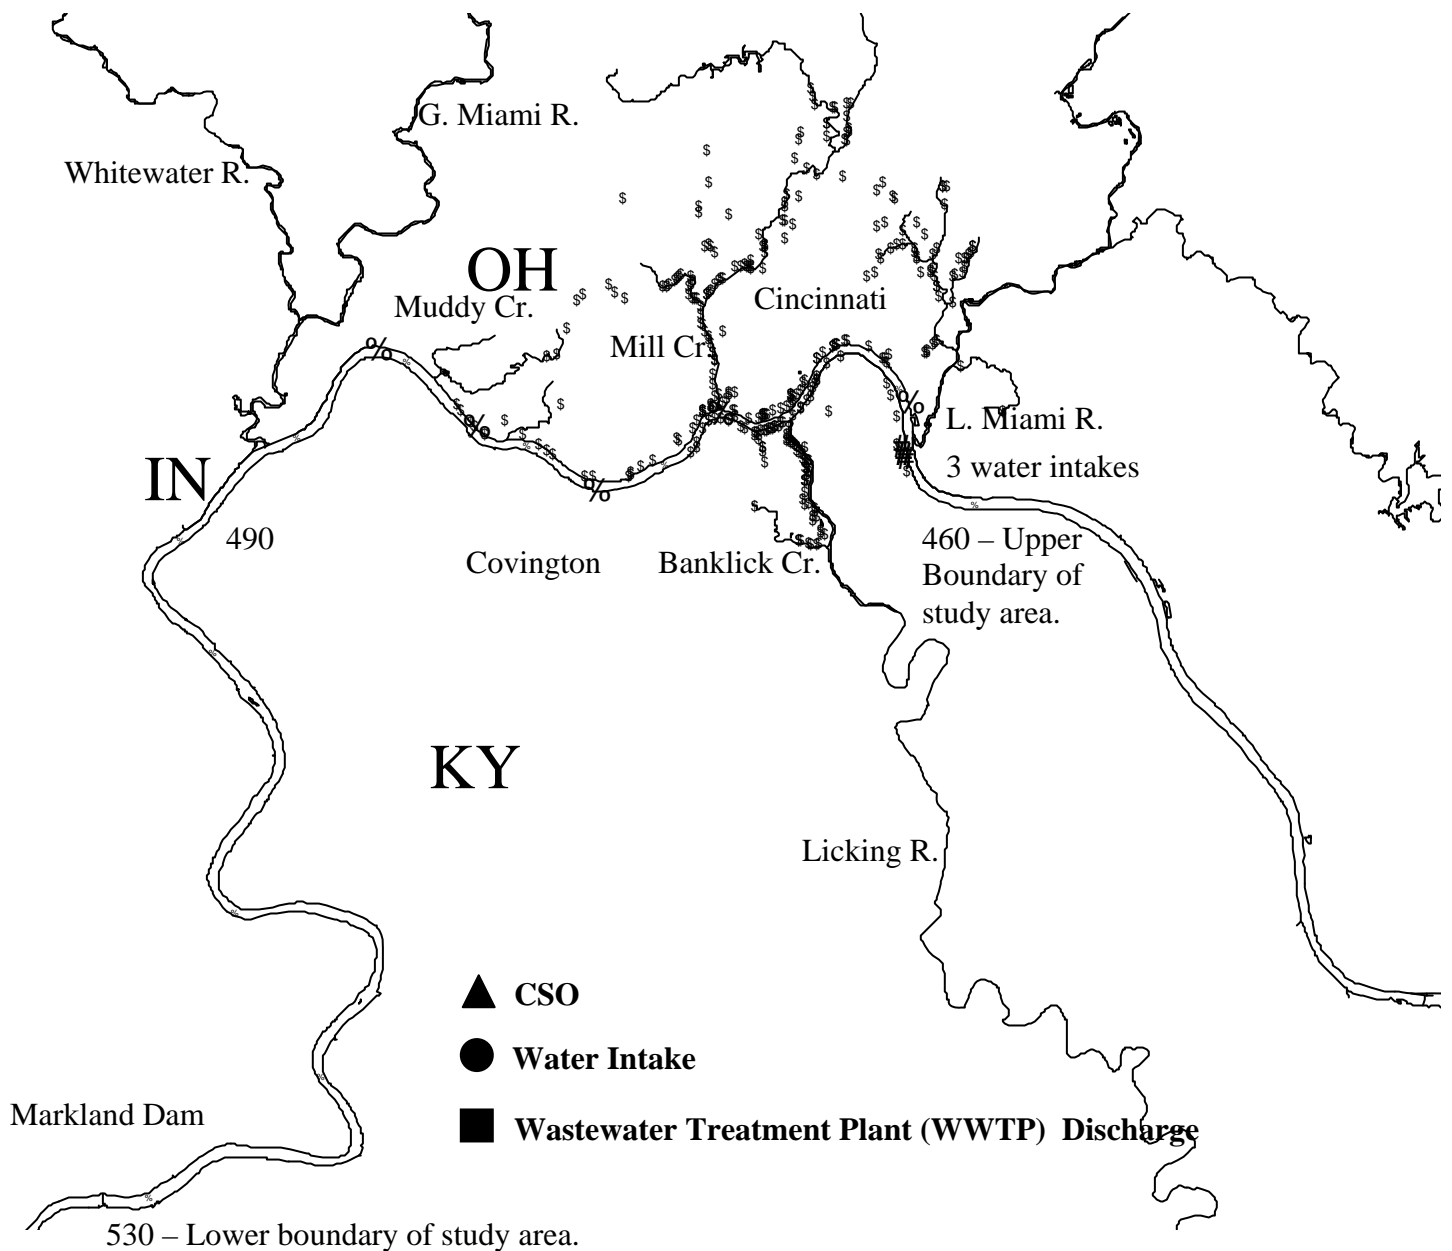 G. Miami R.
Whitewater R.
OH
Muddy Cr.
Cincinnati
Mill Cr
L. Miami R.
IN
3 water intakes
490
460 – Upper
Boundary of
study area.
Covington
Banklick Cr.
KY
Licking R.
CSO
Water Intake
Markland Dam
Wastewater Treatment Plant (WWTP) Discharge
530 – Lower boundary of study area.